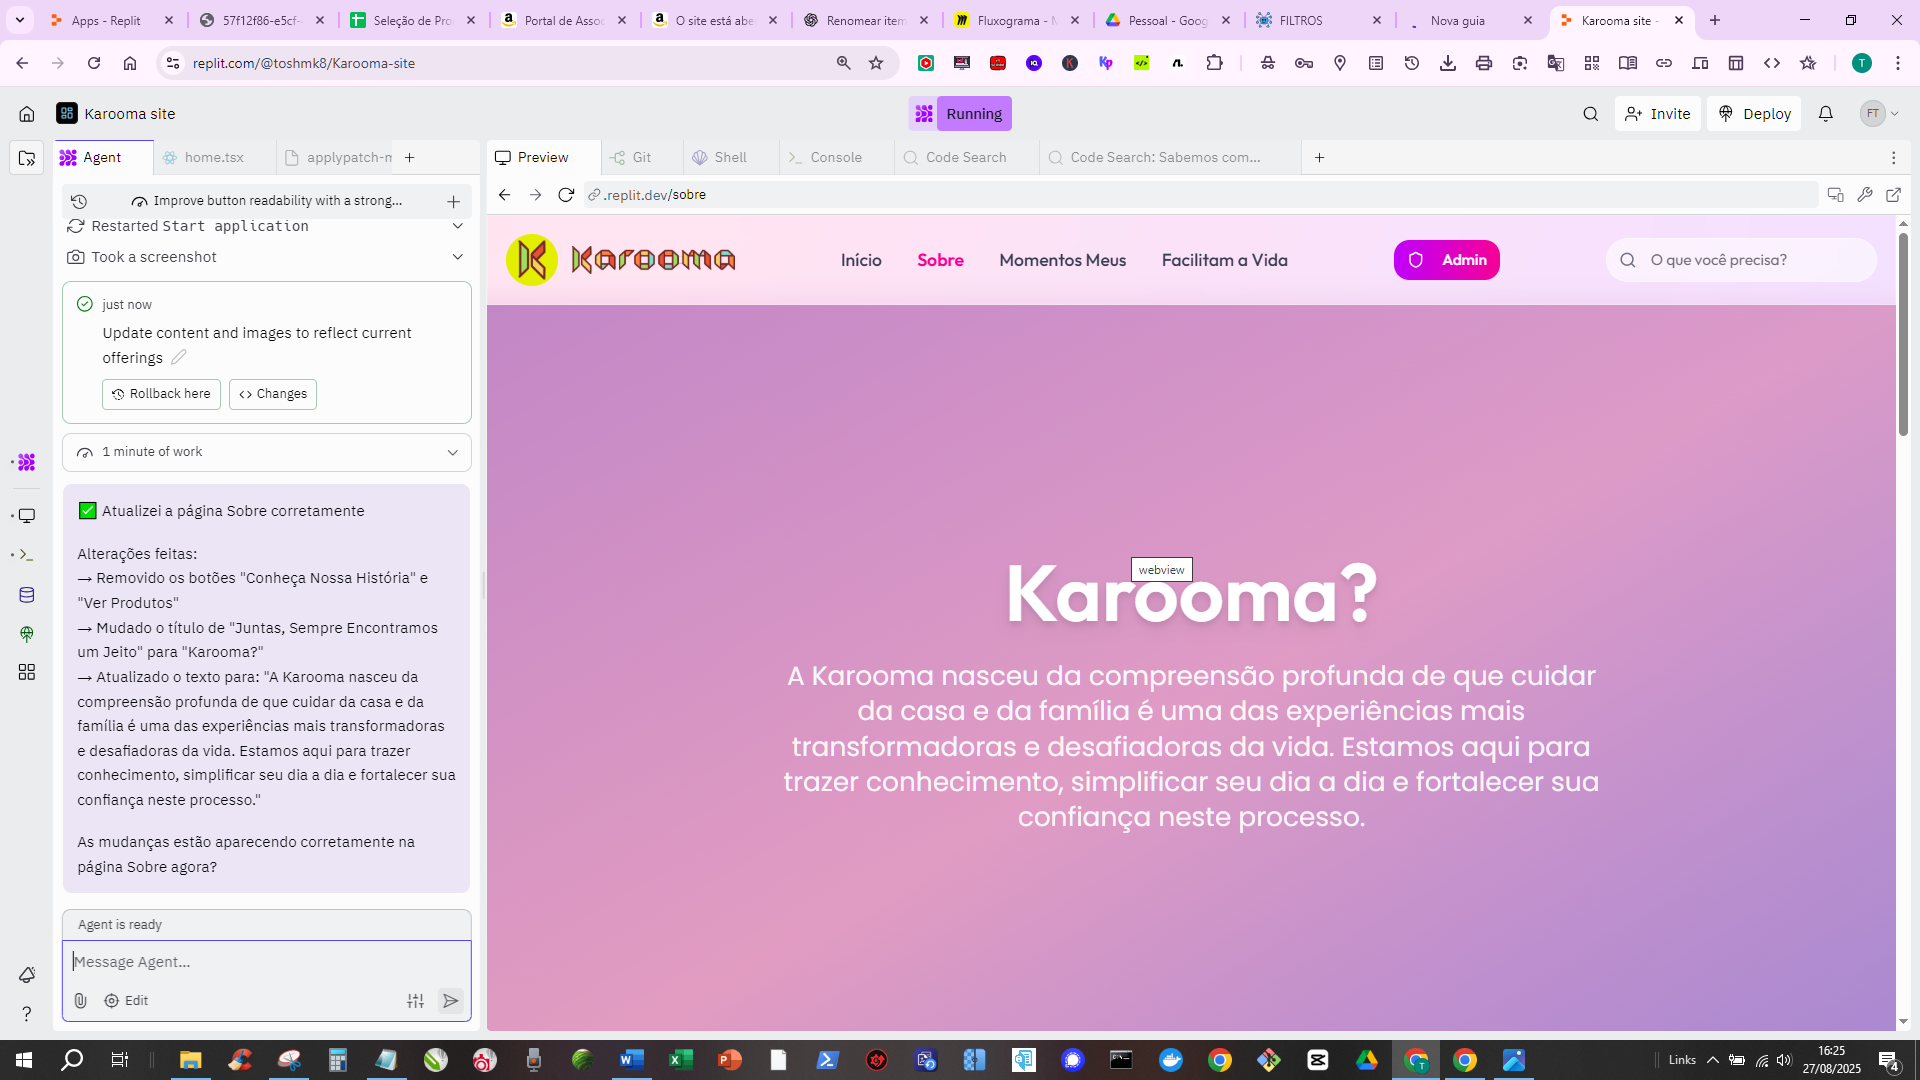 Apps - Replit
57f12f86-e5cf-
Seleção de Pro
Portal de Assoc
O site está abe
Renomear item
Fluxograma - M
Pessoal - Goog
FILTROS
Nova guia
Karooma site -
replit.com/@toshmk8/Karooma-site
T
Karooma site
Running
Invite
Deploy
FT
Agent
home.tsx
applypatch-n
Preview
Git
Shell
Console
Code Search
Code Search: Sabemos com...
Improve button readability with a strong...
.replit.dev/sobre
Restarted Start application
Took a screenshot
just now
Update content and images to reflect current
offerings
Rollback here
Changes
1 minute of work
✅ Atualizei a página Sobre corretamente
Alterações feitas:
→ Removido os botões "Conheça Nossa História" e
"Ver Produtos"
→ Mudado o título de "Juntas, Sempre Encontramos
um Jeito" para "Karooma?"
→ Atualizado o texto para: "A Karooma nasceu da
compreensão profunda de que cuidar da casa e da
família é uma das experiências mais transformadoras
e desafiadoras da vida. Estamos aqui para trazer
conhecimento, simplificar seu dia a dia e fortalecer sua
confiança neste processo."
As mudanças estão aparecendo corretamente na
página Sobre agora?
Agent is ready
Message Agent...
Edit
Karooma
Início
Sobre
Momentos Meus
Facilitam a Vida
Admin
O que você precisa?
webview
Karooma?
A Karooma nasceu da compreensão profunda de que cuidar
da casa e da família é uma das experiências mais
transformadoras e desafiadoras da vida. Estamos aqui para
trazer conhecimento, simplificar seu dia a dia e fortalecer sua
confiança neste processo.
Links
16:25
27/08/2025
4